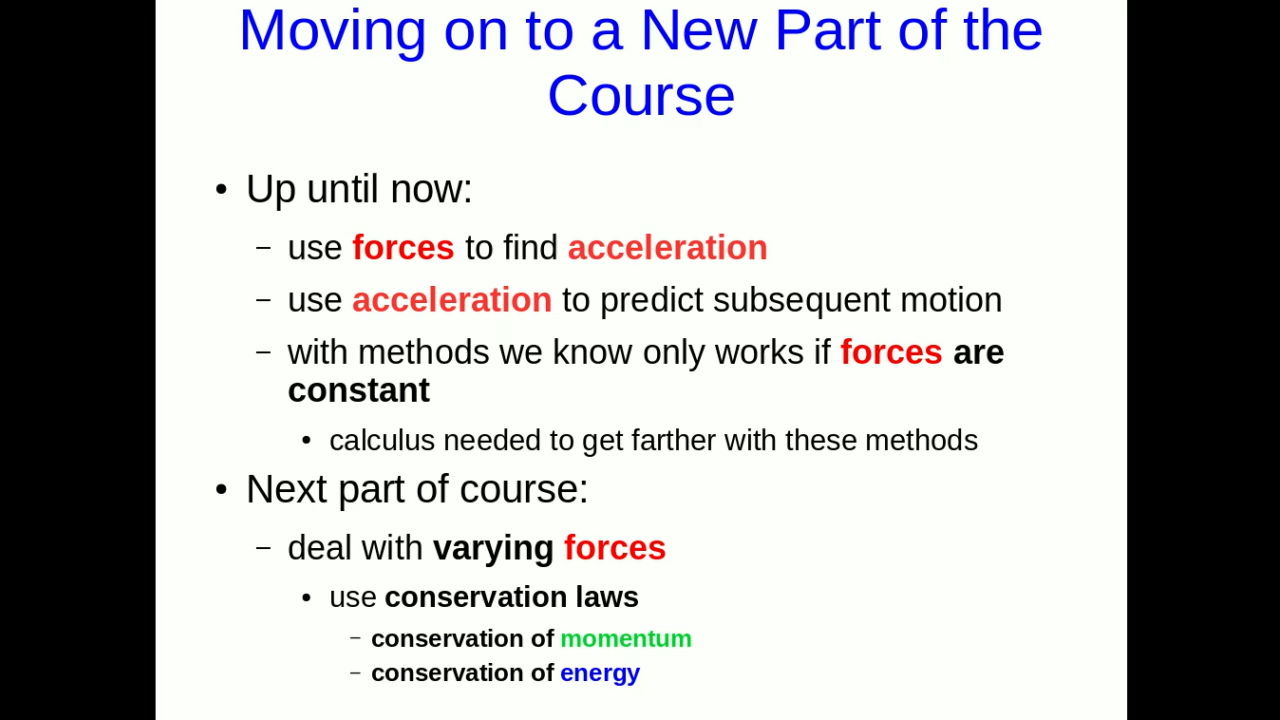 Moving on to a New Part of the
Course
• Up until now:
– use forces to find acceleration
– use acceleration to predict subsequent motion
– with methods we know only works if forces are
constant
• calculus needed to get farther with these methods
• Next part of course:
– deal with varying forces
• use conservation laws
– conservation of momentum
– conservation of energy